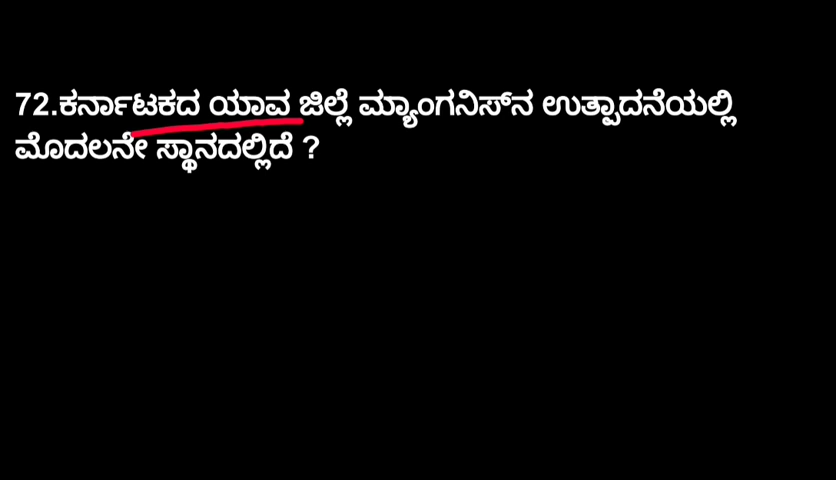 72.ಕರ್ನಾಟಕದ ಯಾವ ಜಿಲ್ಲೆ ಮ್ಯಾಂಗನಿಸ್‌ನ ಉತ್ಪಾದನೆಯಲ್ಲಿ
ಮೊದಲನೇ ಸ್ಥಾನದಲ್ಲಿದೆ ?